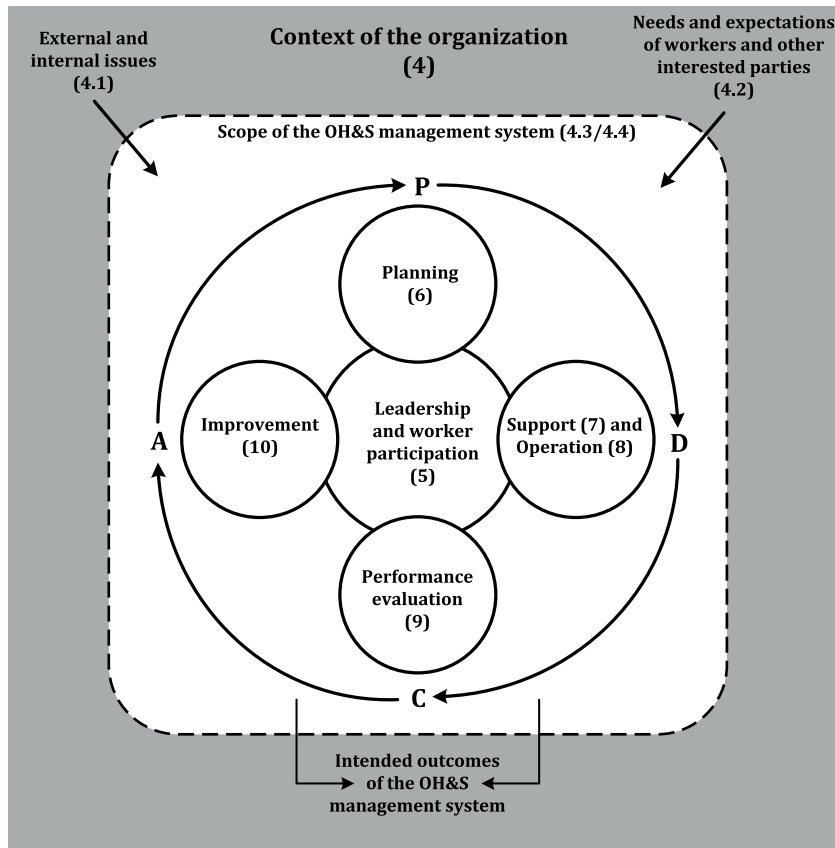 External and
internal issues
(4.1)
Context of the organization
(4)
Needs and expectations
of workers and other
interested parties
(4.2)
Scope of the OH&S management system (4.3/4.4)
P
Planning
(6)
A
Improvement
(10)
Leadership
and worker
participation
(5)
Support (7) and
Operation (8)
D
Performance
evaluation
(9)
C
Intended outcomes
of the OH&S
management system